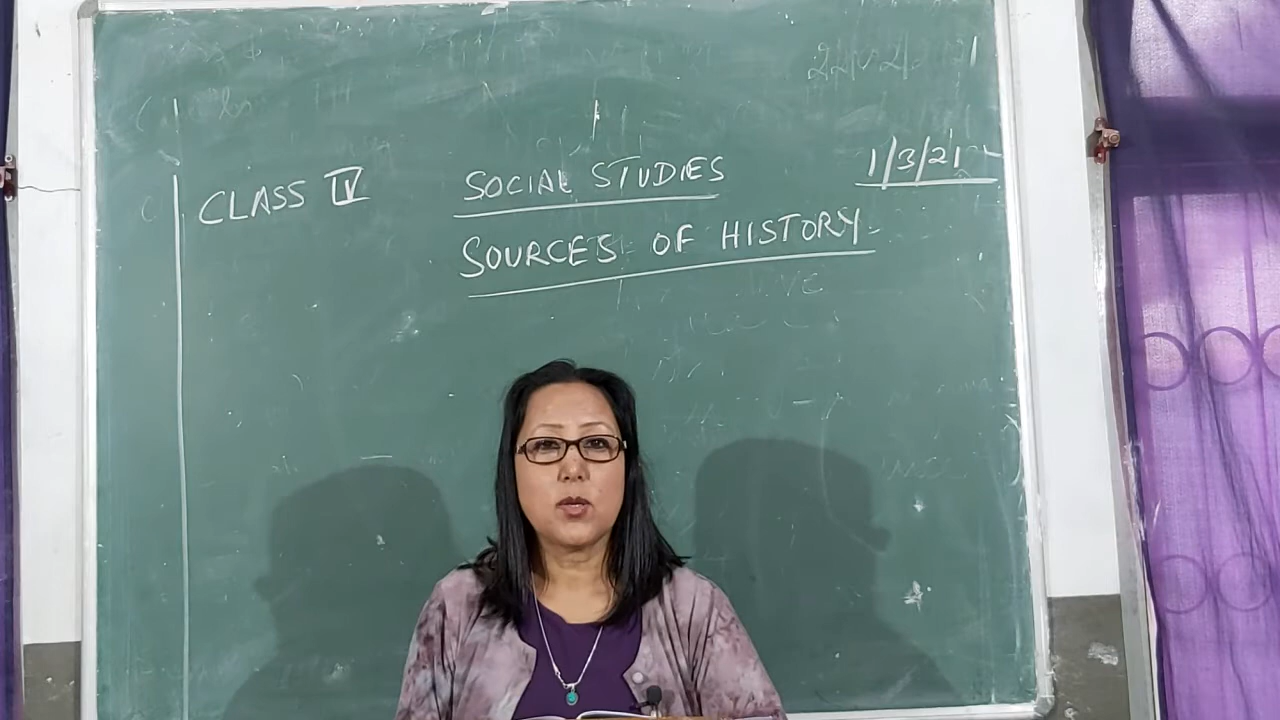 CLASS IV SOCIAL STUDIES 1/3/21
SOURCES OF HISTORY